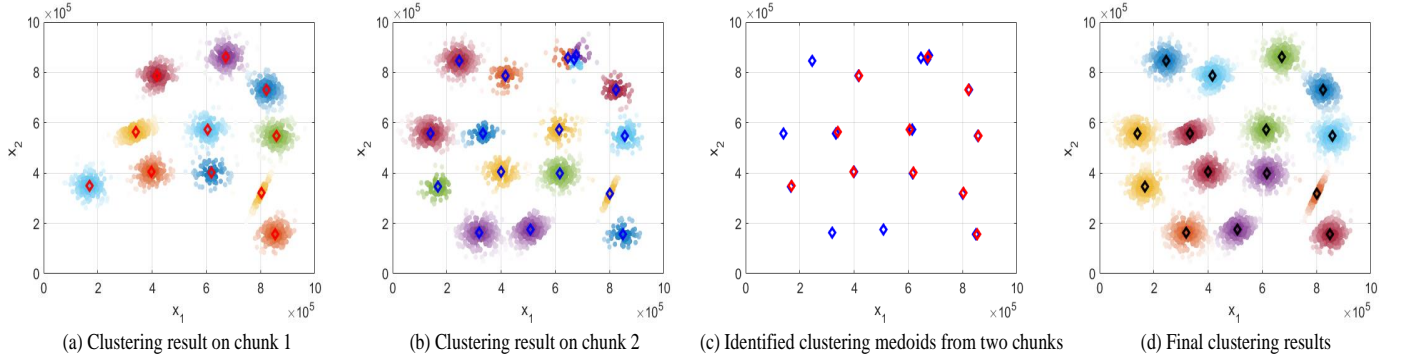 ×10⁵
10
8
6
4
2
0
x₂
0 2 4 6 8 10
x₁
×10⁵
(a) Clustering result on chunk 1
×10⁵
10
8
6
4
2
0
x₂
0 2 4 6 8 10
x₁
×10⁵
(b) Clustering result on chunk 2
×10⁵
10
8
6
4
2
0
x₂
0 2 4 6 8 10
x₁
×10⁵
(c) Identified clustering medoids from two chunks
×10⁵
10
8
6
4
2
0
x₂
0 2 4 6 8 10
x₁
×10⁵
(d) Final clustering results